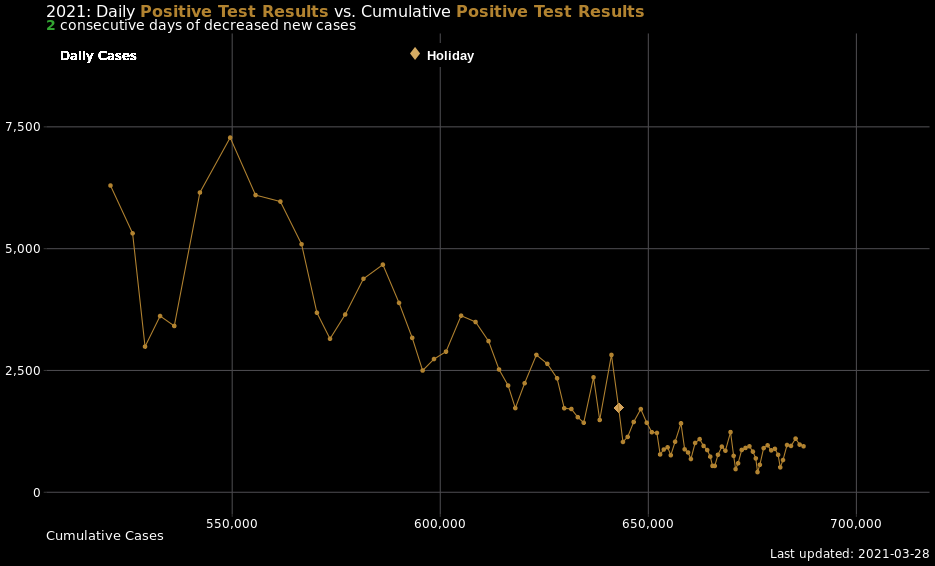 2021: Daily Positive Test Results vs. Cumulative Positive Test Results
2 consecutive days of decreased new cases
Daily Cases
Holiday
7,500
5,000
2,500
0
550,000 600,000 650,000 700,000
Cumulative Cases
Last updated: 2021-03-28